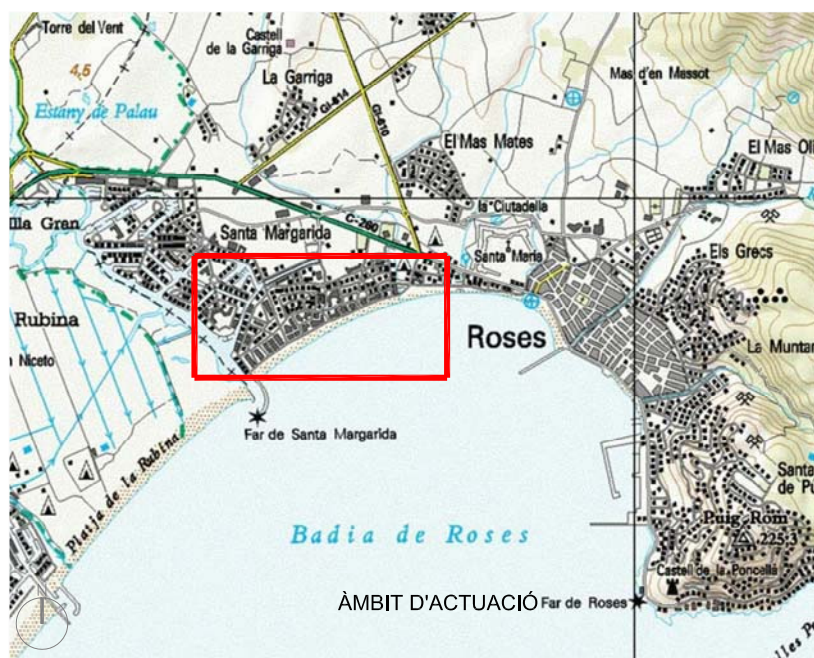 Torre del Vent
4,5
Estany de Palau
Castell
de la Garriga
La Garriga
GI-614
GI-610
Mas d'en Massot
El Mas Mates
El Mas Oli
la Ciutadella
lla Gran
Santa Margarida
C-260
Santa Maria
Els Grecs
Rubina
n Niceto
Roses
La Muntan
Far de Santa Margarida
Platja de la Rubina
Santa
de Pu
Badia de Roses
Puig Rom
225,3
Castell de la Poncella
ÀMBIT D'ACTUACIÓ
Far de Roses
lles Pe